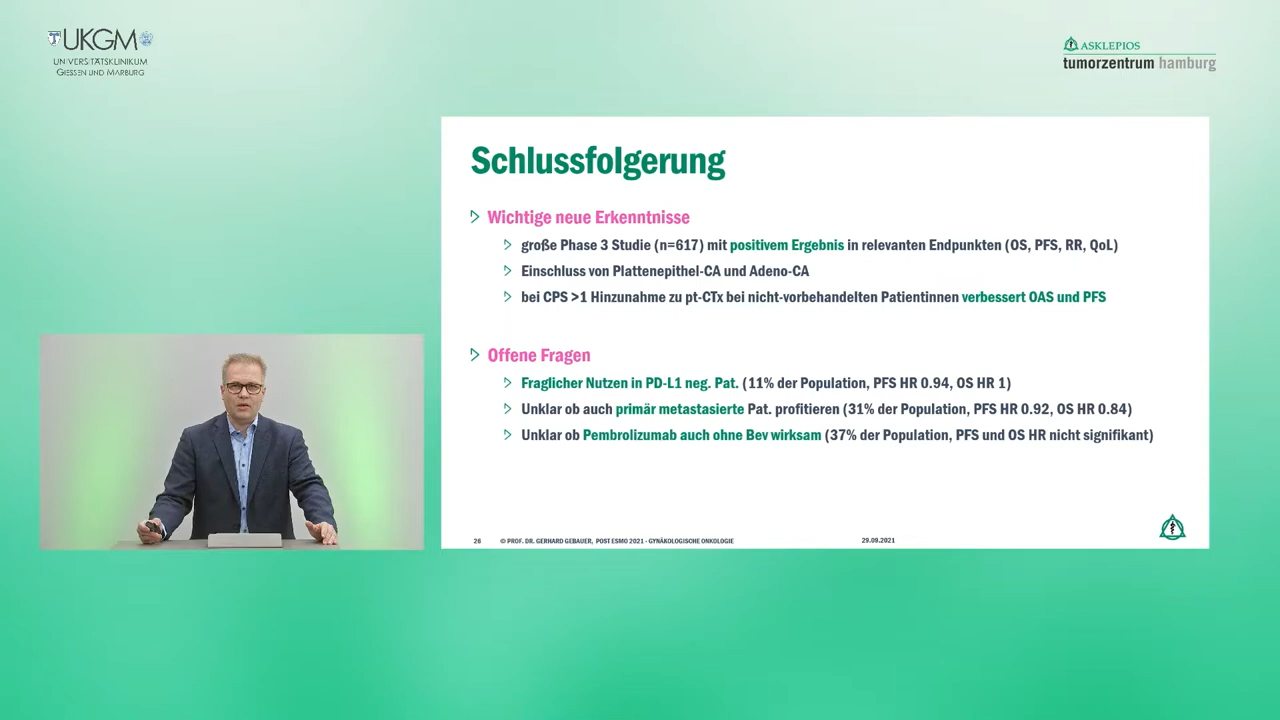 UKGM
UNIVERSITÄTSKLINIKUM
GIESSEN UND MARBURG
ASKLEPIOS
tumorzentrum hamburg
Schlussfolgerung
Wichtige neue Erkenntnisse
große Phase 3 Studie (n=617) mit positivem Ergebnis in relevanten Endpunkten (OS, PFS, RR, QoL)
Einschluss von Plattenepithel-CA und Adeno-CA
bei CPS >1 Hinzunahme zu pt-CTx bei nicht-vorbehandelten Patientinnen verbessert OAS und PFS
Offene Fragen
Fraglicher Nutzen in PD-L1 neg. Pat. (11% der Population, PFS HR 0.94, OS HR 1)
Unklar ob auch primär metastasierte Pat. profitieren (31% der Population, PFS HR 0.92, OS HR 0.84)
Unklar ob Pembrolizumab auch ohne Bev wirksam (37% der Population, PFS und OS HR nicht signifikant)
26 © PROF. DR. GERHARD GEBAUER, POST ESMO 2021 - GYNÄKOLOGISCHE ONKOLOGIE 29.09.2021